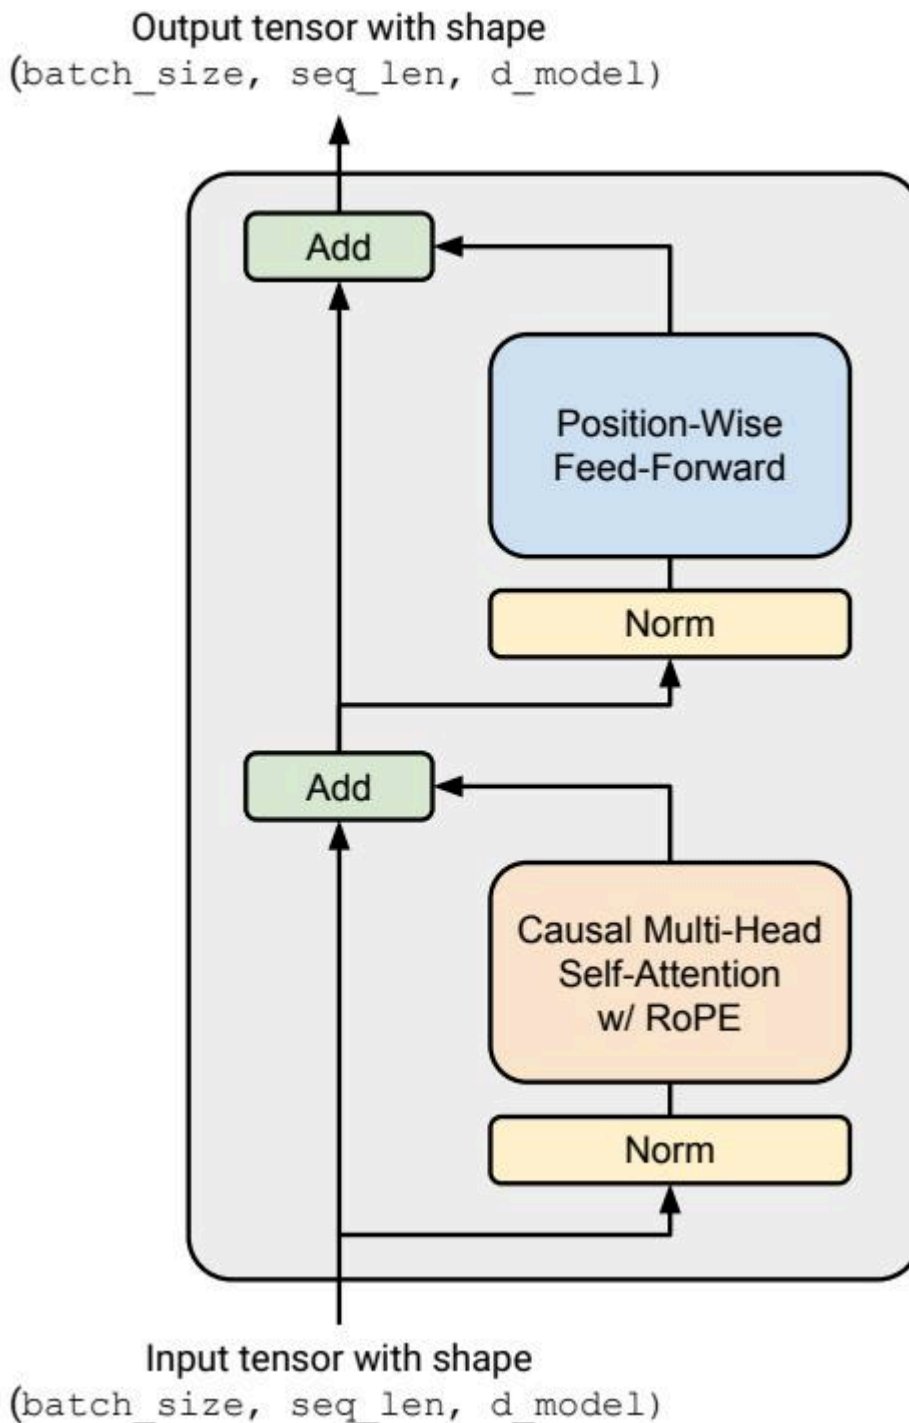 Output tensor with shape
(batch_size, seq_len, d_model)
Add
Position-Wise
Feed-Forward
Norm
Add
Causal Multi-Head
Self-Attention
w/ RoPE
Norm
Input tensor with shape
(batch_size, seq_len, d_model)